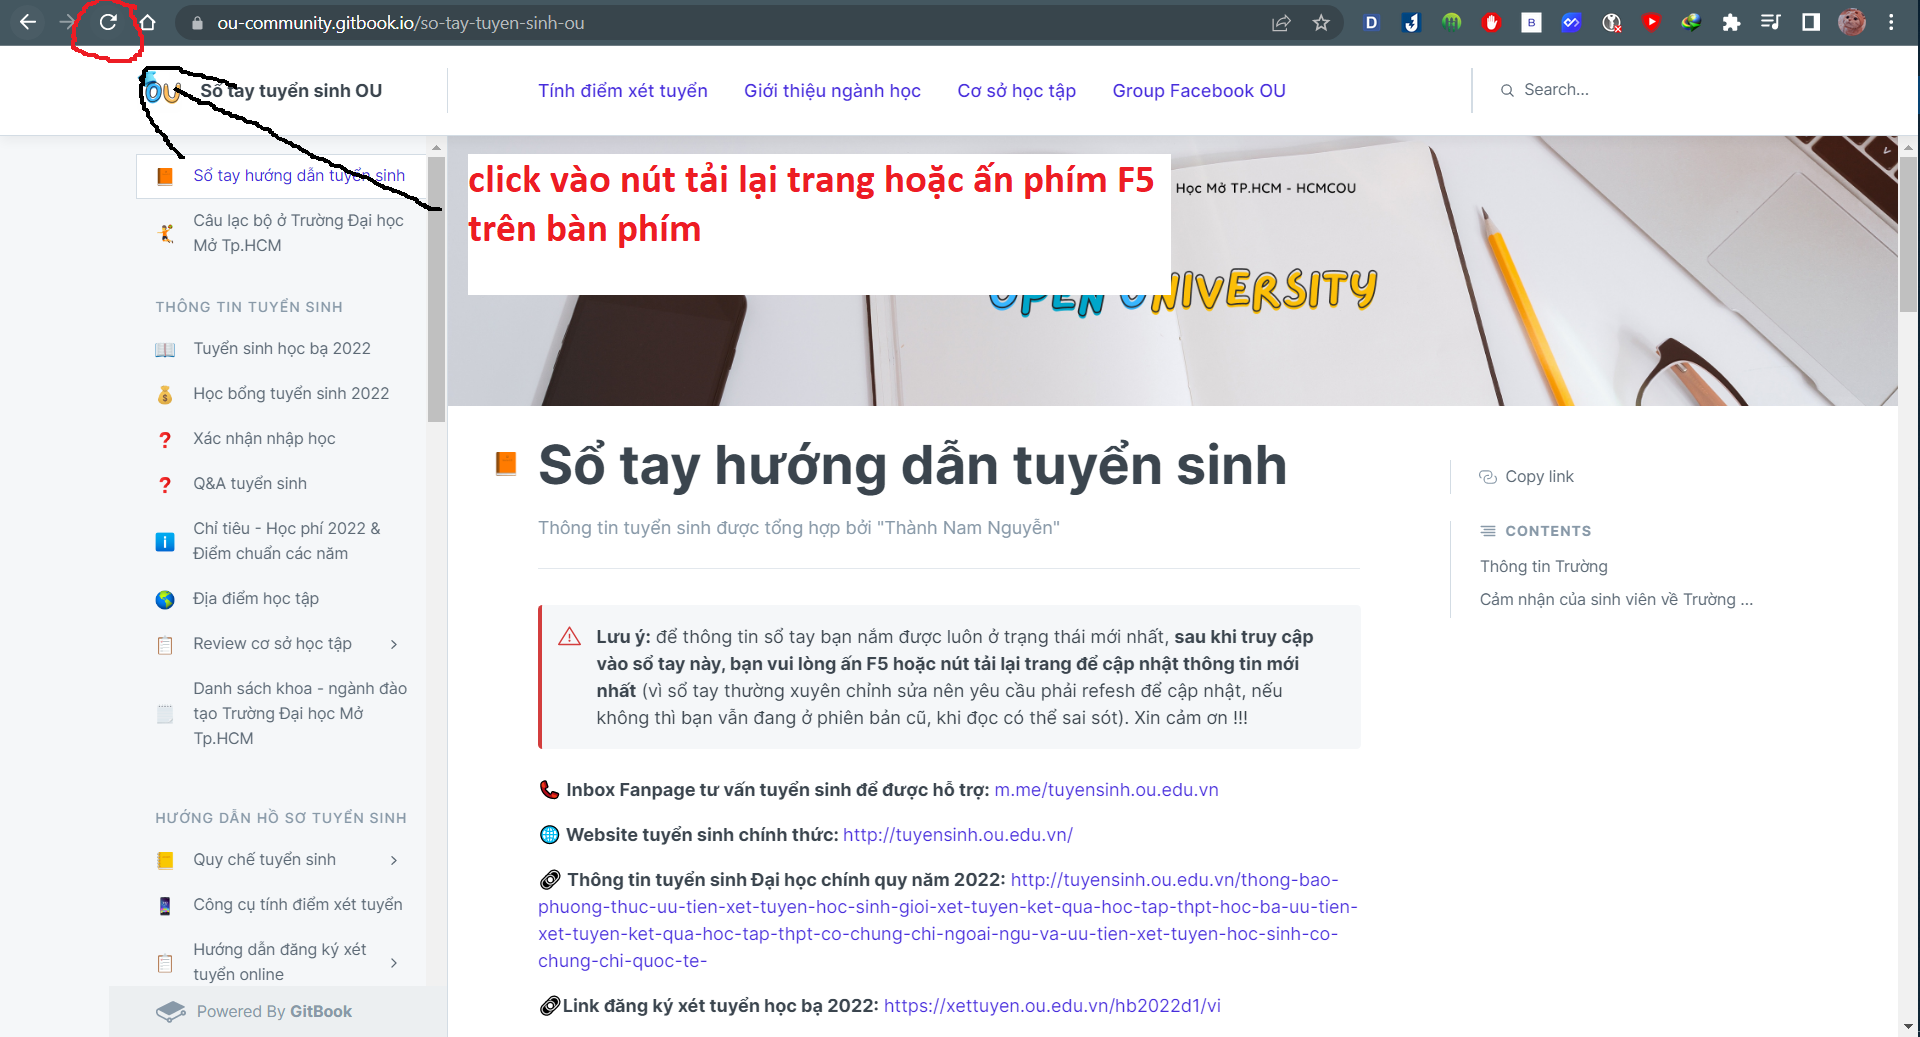 ou-community.gitbook.io/so-tay-tuyen-sinh-ou
OU
Sổ tay tuyển sinh OU
Tính điểm xét tuyển
Giới thiệu ngành học
Cơ sở học tập
Group Facebook OU
Search...
Sổ tay hướng dẫn tuyển sinh
Câu lạc bộ ở Trường Đại học
Mở Tp.HCM
THÔNG TIN TUYỂN SINH
Tuyển sinh học bạ 2022
Học bổng tuyển sinh 2022
Xác nhận nhập học
Q&A tuyển sinh
Chỉ tiêu - Học phí 2022 &
Điểm chuẩn các năm
Địa điểm học tập
Review cơ sở học tập
Danh sách khoa - ngành đào
tạo Trường Đại học Mở
Tp.HCM
HƯỚNG DẪN HỒ SƠ TUYỂN SINH
Quy chế tuyển sinh
Công cụ tính điểm xét tuyển
Hướng dẫn đăng ký xét
tuyển online
Powered By GitBook
click vào nút tải lại trang hoặc ấn phím F5
trên bàn phím
Học Mở TP.HCM - HCMCOU
OPEN UNIVERSITY
Sổ tay hướng dẫn tuyển sinh
Thông tin tuyển sinh được tổng hợp bởi "Thành Nam Nguyễn"
Lưu ý: để thông tin sổ tay bạn nắm được luôn ở trạng thái mới nhất, sau khi truy cập
vào sổ tay này, bạn vui lòng ấn F5 hoặc nút tải lại trang để cập nhật thông tin mới
nhất (vì sổ tay thường xuyên chỉnh sửa nên yêu cầu phải refesh để cập nhật, nếu
không thì bạn vẫn đang ở phiên bản cũ, khi đọc có thể sai sót). Xin cảm ơn !!!
Inbox Fanpage tư vấn tuyển sinh để được hỗ trợ: m.me/tuyensinh.ou.edu.vn
Website tuyển sinh chính thức: http://tuyensinh.ou.edu.vn/
Thông tin tuyển sinh Đại học chính quy năm 2022: http://tuyensinh.ou.edu.vn/thong-bao-
phuong-thuc-uu-tien-xet-tuyen-hoc-sinh-gioi-xet-tuyen-ket-qua-hoc-tap-thpt-hoc-ba-uu-tien-
xet-tuyen-ket-qua-hoc-tap-thpt-co-chung-chi-ngoai-ngu-va-uu-tien-xet-tuyen-hoc-sinh-co-
chung-chi-quoc-te-
Link đăng ký xét tuyển học bạ 2022: https://xettuyen.ou.edu.vn/hb2022d1/vi
Copy link
CONTENTS
Thông tin Trường
Cảm nhận của sinh viên về Trường ...